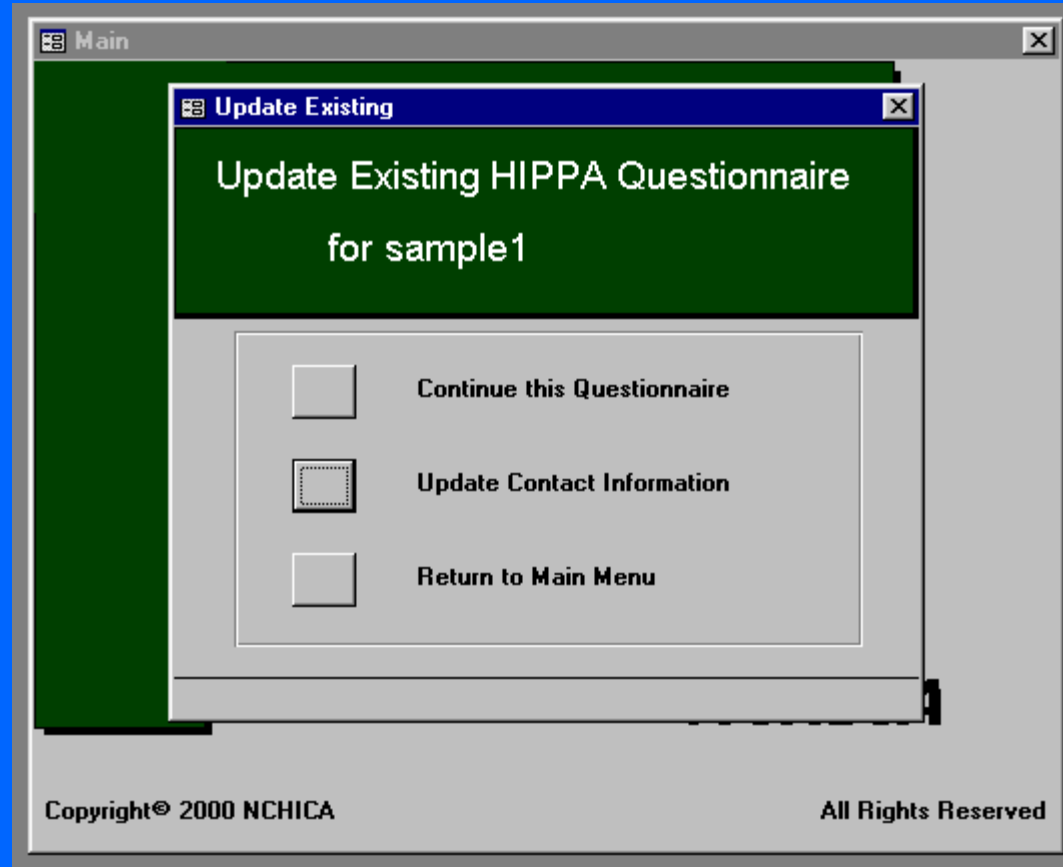 Main
Update Existing
Update Existing HIPPA Questionnaire
for sample1
Continue this Questionnaire
Update Contact Information
Return to Main Menu
Copyright© 2000 NCHICA
All Rights Reserved